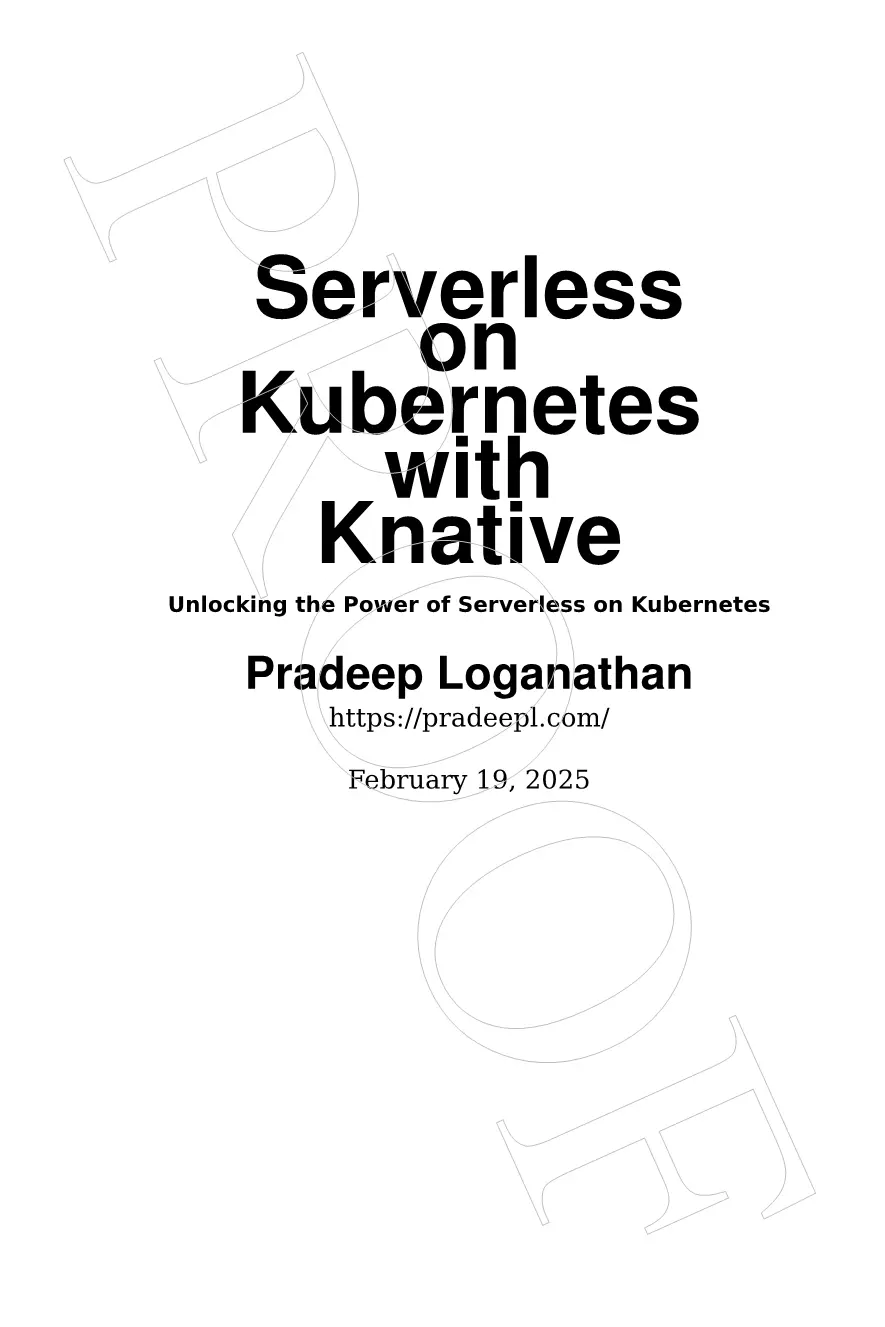 Serverless
on
Kubernetes
with
Knative
Unlocking the Power of Serverless on Kubernetes
Pradeep Loganathan
https://pradeepl.com/
February 19, 2025
PROOF